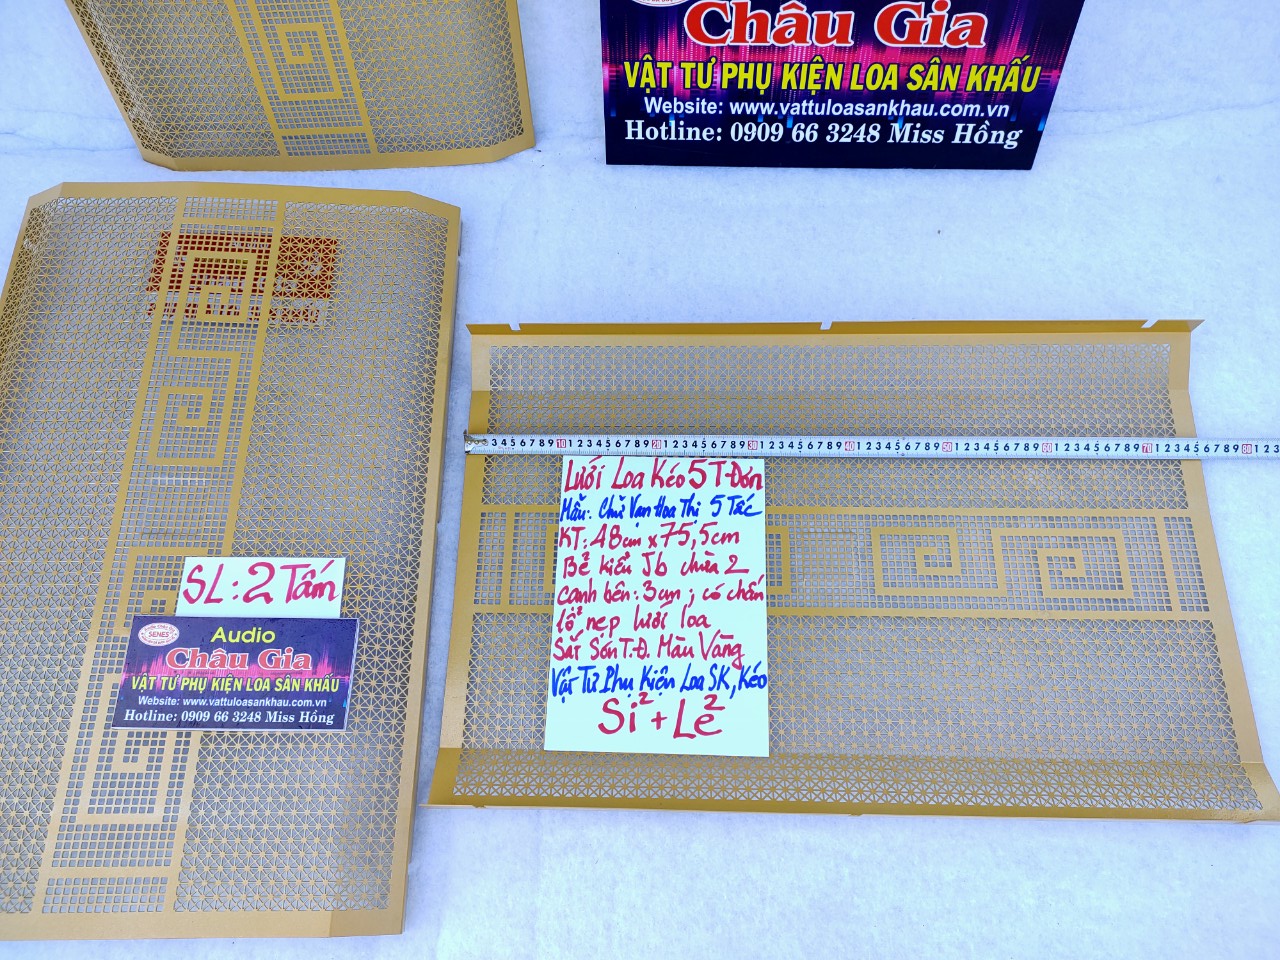 Châu Gia
VẬT TƯ PHỤ KIỆN LOA SÂN KHẤU
Website: www.vattuloasankhau.com.vn
Hotline: 0909 66 3248 Miss Hồng
SL: 2 Tấm
SENES
Audio
Châu Gia
VẬT TƯ PHỤ KIỆN LOA SÂN KHẤU
Website: www.vattuloasankhau.com.vn
Hotline: 0909 66 3248 Miss Hồng
Lưới Loa Kéo 5T Đơn
Mẫu: Chữ Vạn Hoa Thị 5 Tấc
KT: 48cm x 75,5cm
Bẻ kiểu Jb chiều 2
cạnh bên: 3cm; có chấn
lỗ nẹp lưới loa
Sắt Sơn T.Đ. Màu Vàng
Vật Tư Phụ Kiện Loa SK, Kéo
Sỉ + Lẻ